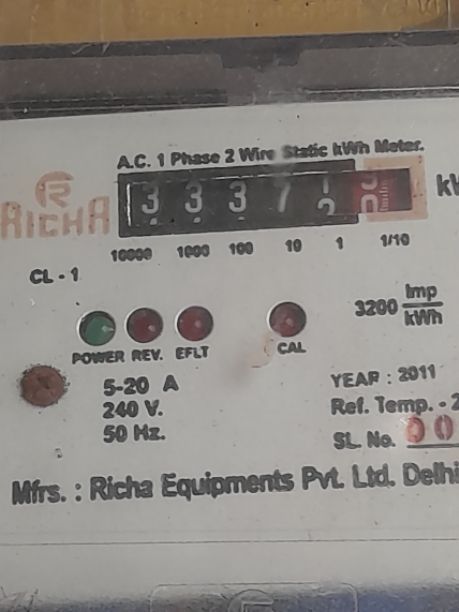 A.C. 1 Phase 2 Wire Static kWh Meter.
RICHA
3 3 3 7
10000 1000 100 10 1 1/10
CL - 1
3200 Imp/kWh
POWER REV. EFLT CAL
5-20 A
240 V.
50 Hz.
YEAR : 2011
Ref. Temp. - 2
SL. No. 00
Mfrs. : Richa Equipments Pvt. Ltd. Delhi